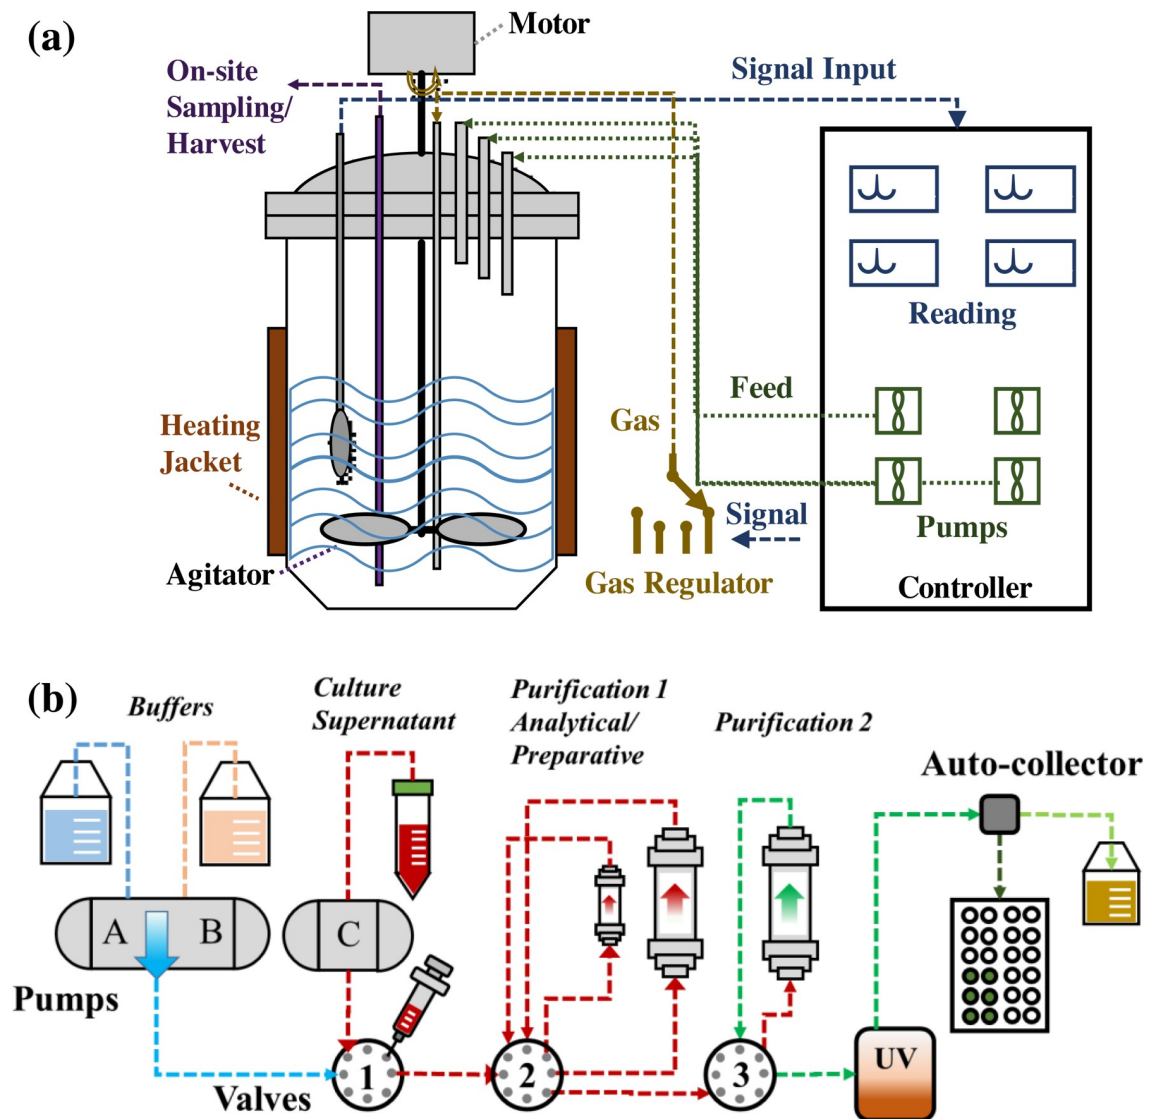 (a)
Motor
On-site
Sampling/
Harvest
Signal Input
Reading
Feed
Gas
Heating
Jacket
Signal
Pumps
Agitator
Gas Regulator
Controller
(b)
Buffers
Culture
Supernatant
Purification 1
Analytical/
Preparative
Purification 2
Auto-collector
A
B
C
Pumps
Valves
1
2
3
UV